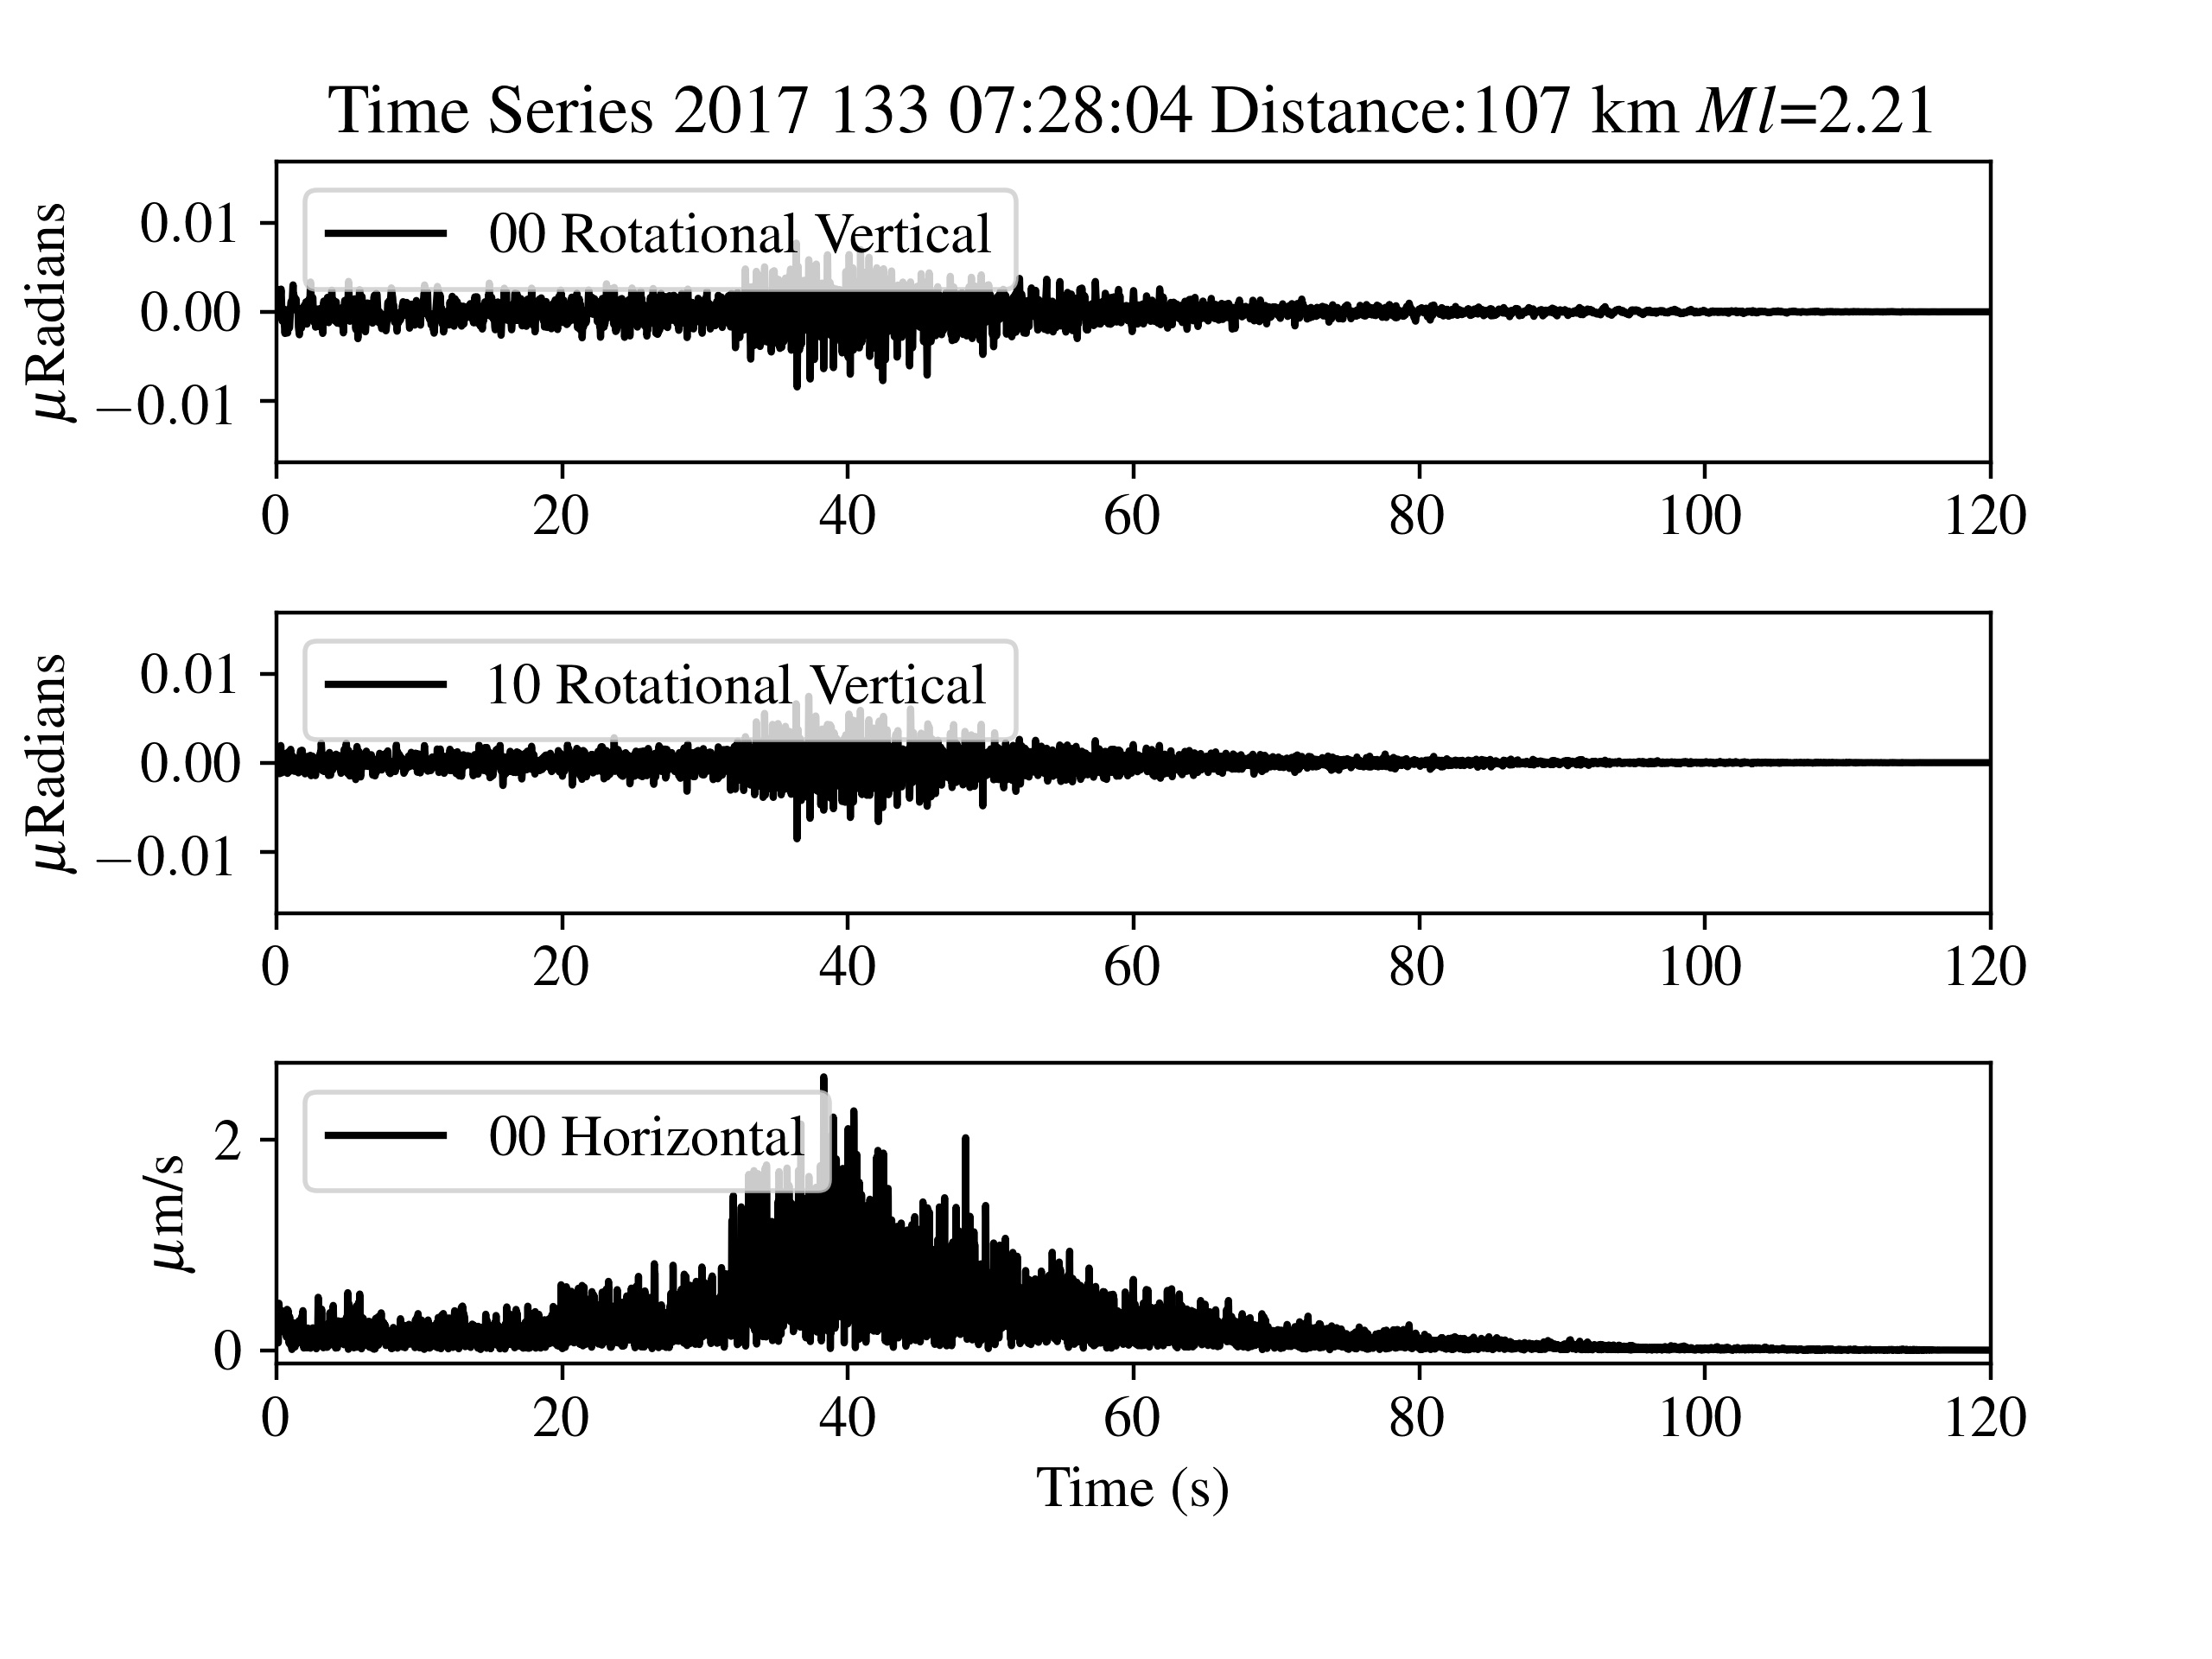 Time Series 2017 133 07:28:04 Distance:107 km Ml=2.21
µRadians
0.01
0.00
−0.01
00 Rotational Vertical
0 20 40 60 80 100 120
µRadians
0.01
0.00
−0.01
10 Rotational Vertical
0 20 40 60 80 100 120
µm/s
2
0
00 Horizontal
0 20 40 60 80 100 120
Time (s)